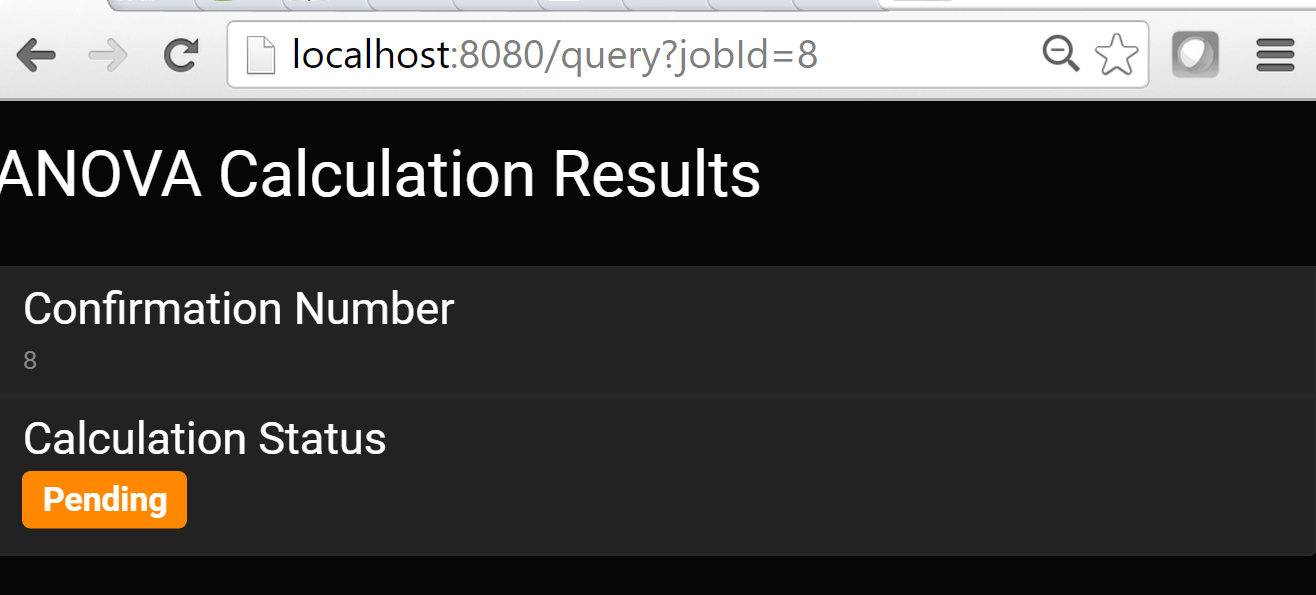 localhost:8080/query?jobId=8
ANOVA Calculation Results
Confirmation Number
8
Calculation Status
Pending